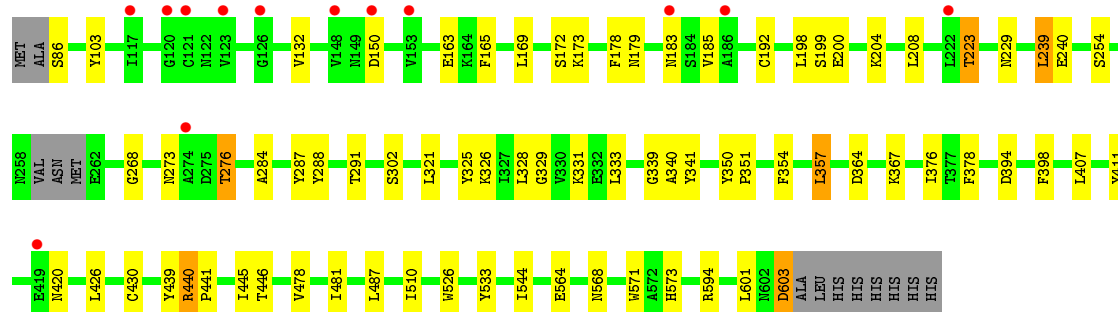 MET ALA S86 Y103 I117 G120 C121 N122 V123 G126 V132 V148 N149 D150 V153 E163 K164 F165 L169 S172 K173 F178 N179 N183 S184 V185 A186 C192 L198 S199 E200 K204 L208 L222 T223 N229 L239 E240 S254
N258 VAL ASN MET E262 G268 N273 A274 D275 T276 A284 Y287 Y288 T291 S302 L321 Y325 K326 I327 L328 G329 V330 K331 E332 L333 G339 A340 Y341 Y350 P351 F354 L357 D364 K367 I376 T377 F378 D394 F398 L407
E419 N420 L426 C430 Y439 R440 P441 I445 T446 V478 I481 L487 I510 W526 Y533 I544 E564 N568 W571 A572 H573 R594 L601 N602 D603 ALA LEU HIS HIS HIS HIS HIS HIS